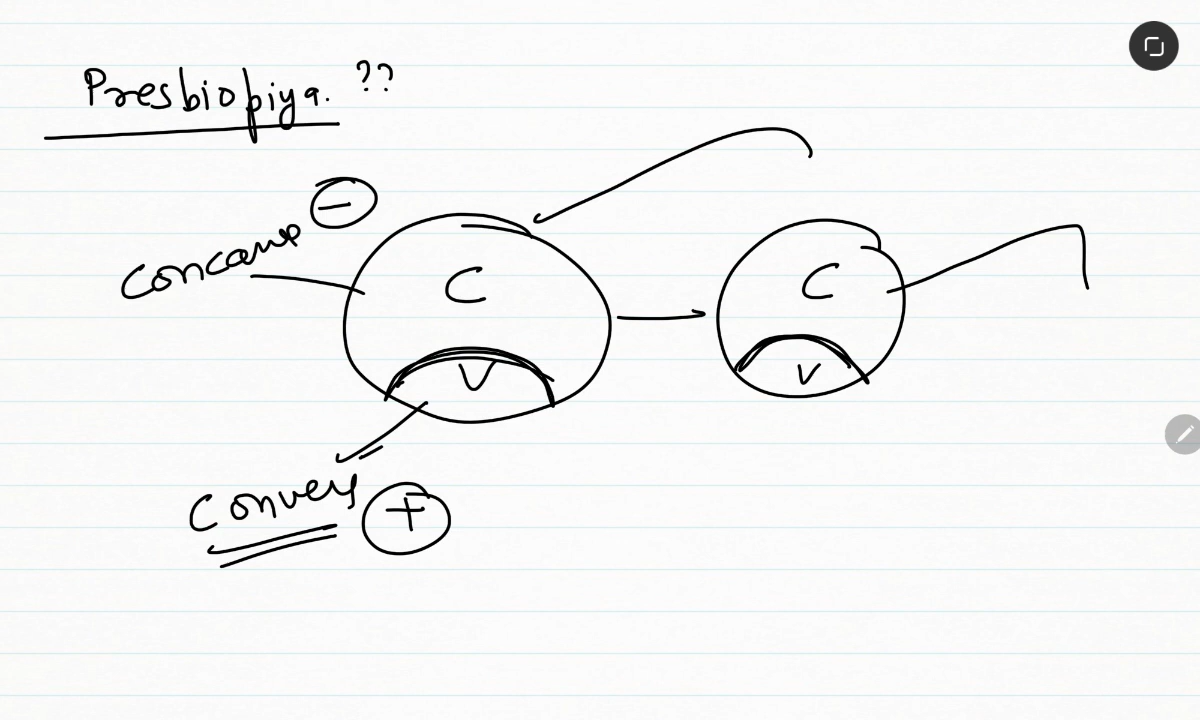 Presbiopiya. ??
Concave −
C
C
V
V
Convex +